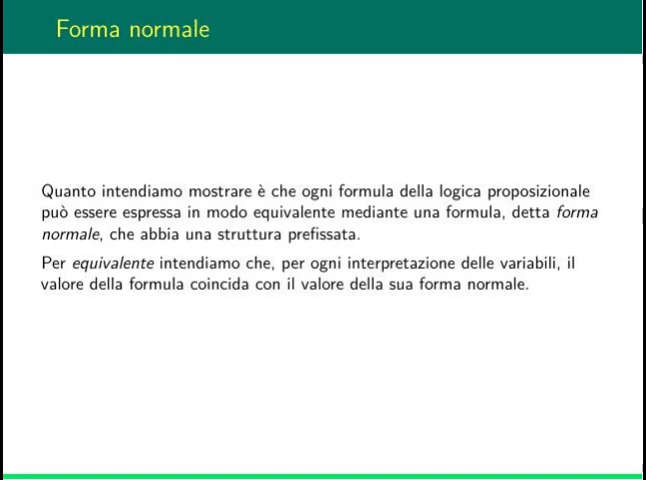 Forma normale
Quanto intendiamo mostrare è che ogni formula della logica proposizionale
può essere espressa in modo equivalente mediante una formula, detta forma
normale, che abbia una struttura prefissata.
Per equivalente intendiamo che, per ogni interpretazione delle variabili, il
valore della formula coincida con il valore della sua forma normale.